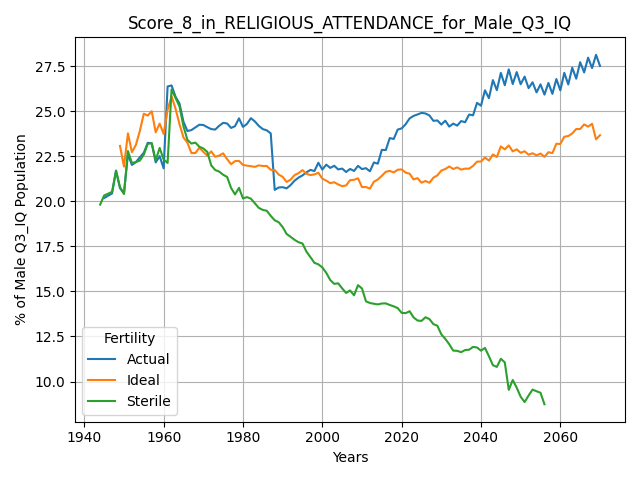 Score_8_in_RELIGIOUS_ATTENDANCE_for_Male_Q3_IQ
% of Male Q3_IQ Population
27.5
25.0
22.5
20.0
17.5
15.0
12.5
10.0
Fertility
Actual
Ideal
Sterile
1940 1960 1980 2000 2020 2040 2060
Years